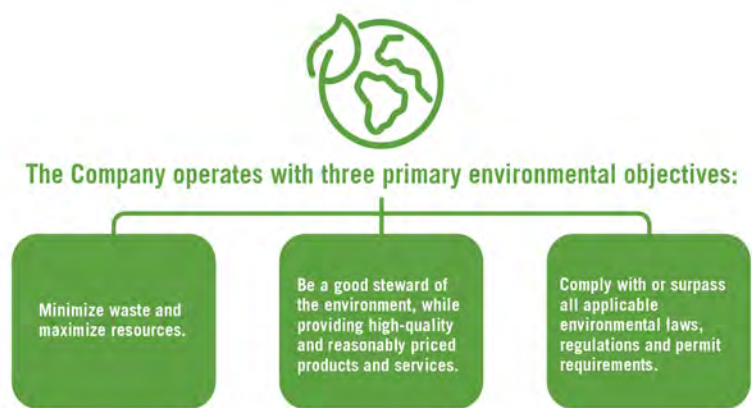 The Company operates with three primary environmental objectives:
Minimize waste and
maximize resources.
Be a good steward of
the environment, while
providing high-quality
and reasonably priced
products and services.
Comply with or surpass
all applicable
environmental laws,
regulations and permit
requirements.